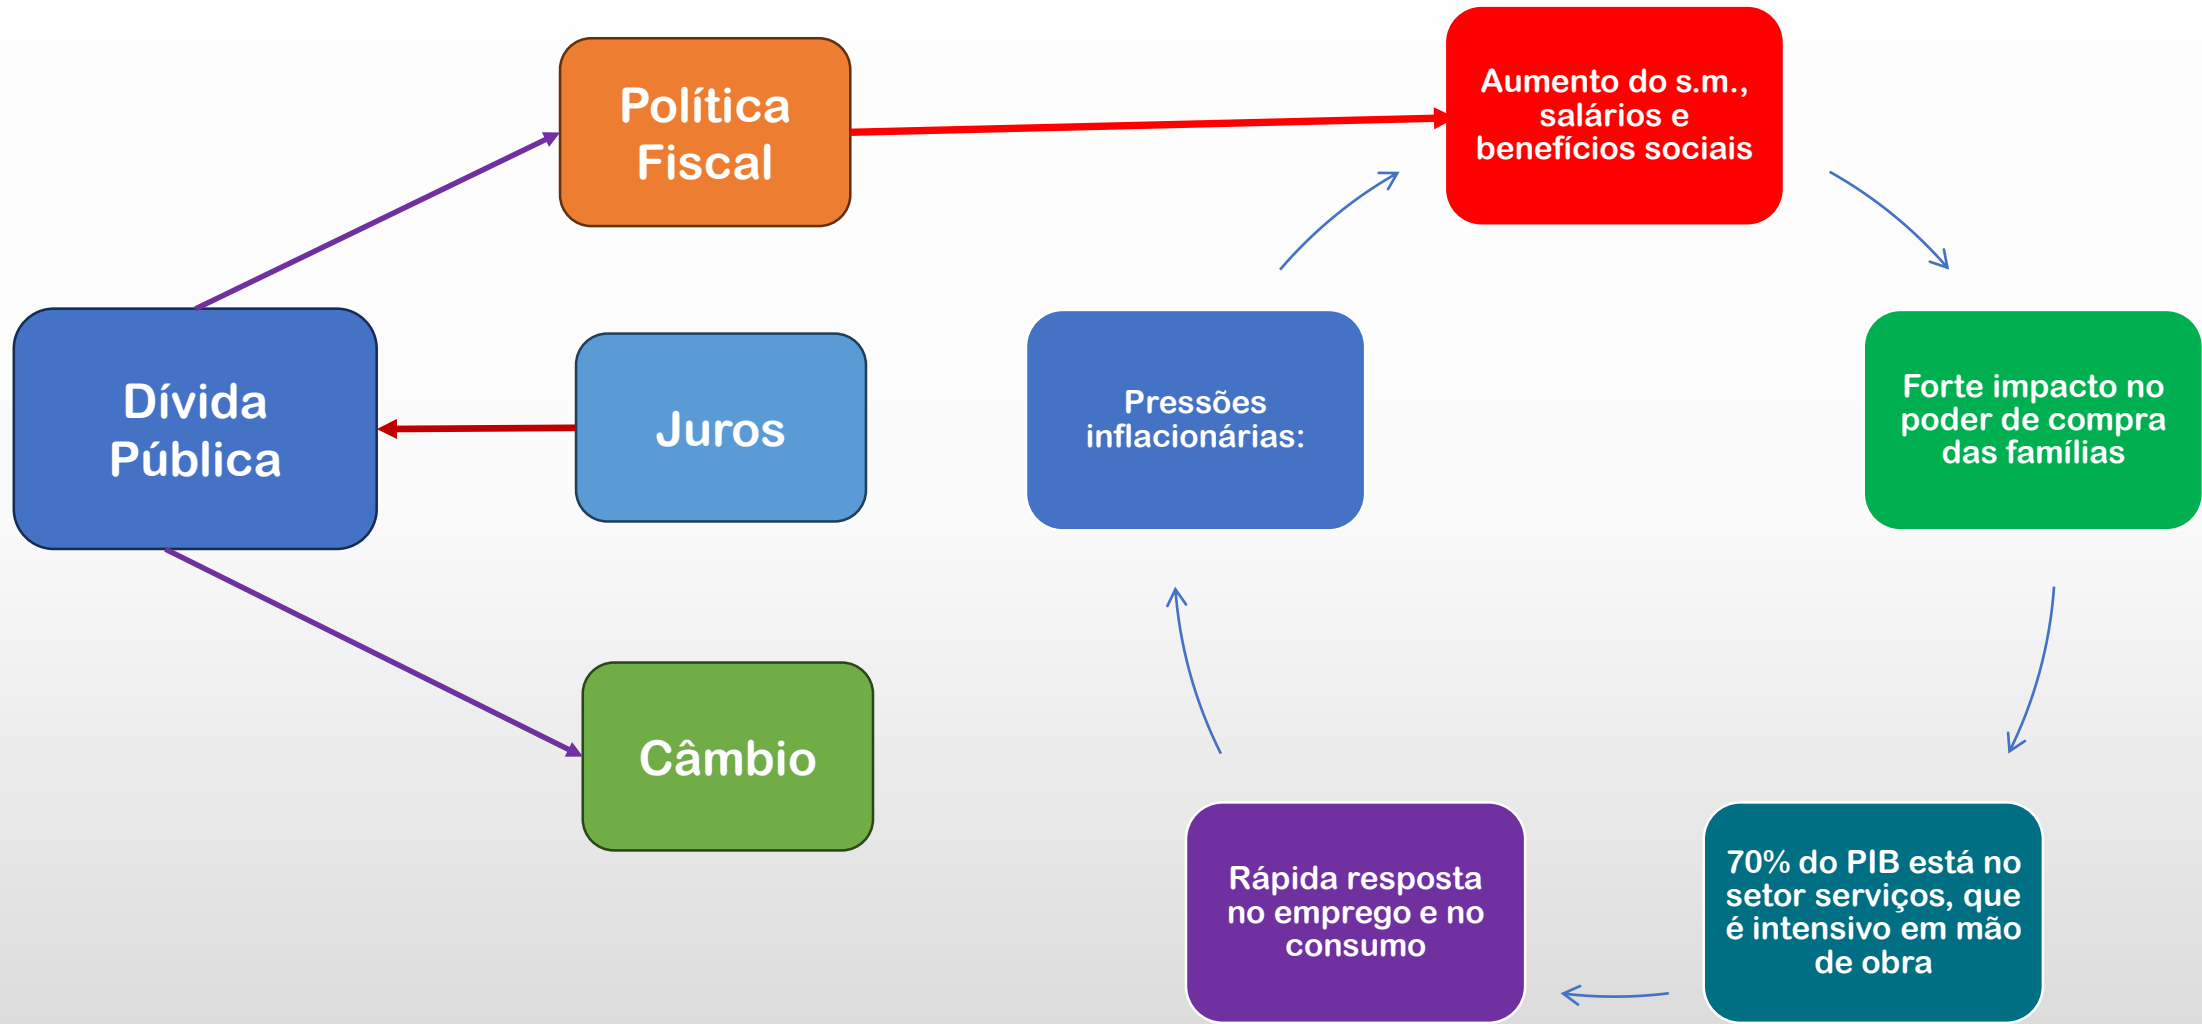 Política
Fiscal
Dívida
Pública
Juros
Câmbio
Aumento do s.m.,
salários e
benefícios sociais
Forte impacto no
poder de compra
das famílias
70% do PIB está no
setor serviços, que
é intensivo em mão
de obra
Rápida resposta
no emprego e no
consumo
Pressões
inflacionárias: